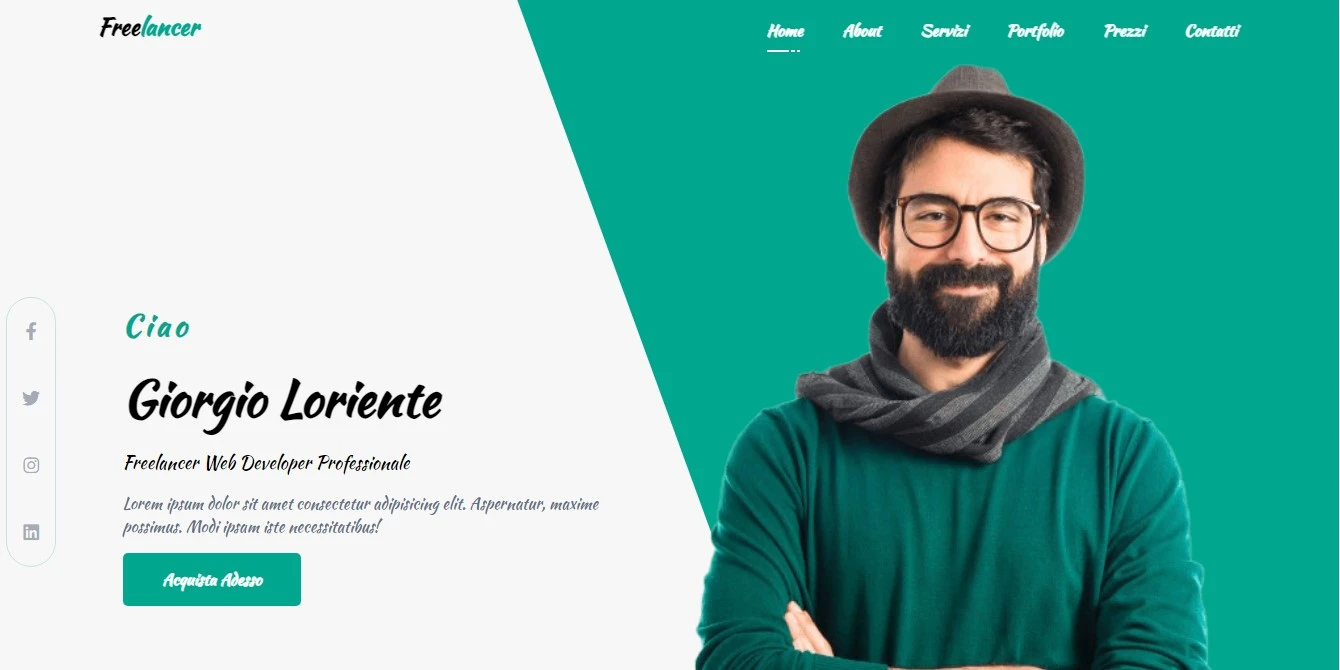 Freelancer
Home About Servizi Portfolio Prezzi Contatti
Ciao
Giorgio Loriente
Freelancer Web Developer Professionale
Lorem ipsum dolor sit amet consectetur adipisicing elit. Aspernatur, maxime
possimus. Modi ipsam iste necessitatibus!
Acquista Adesso